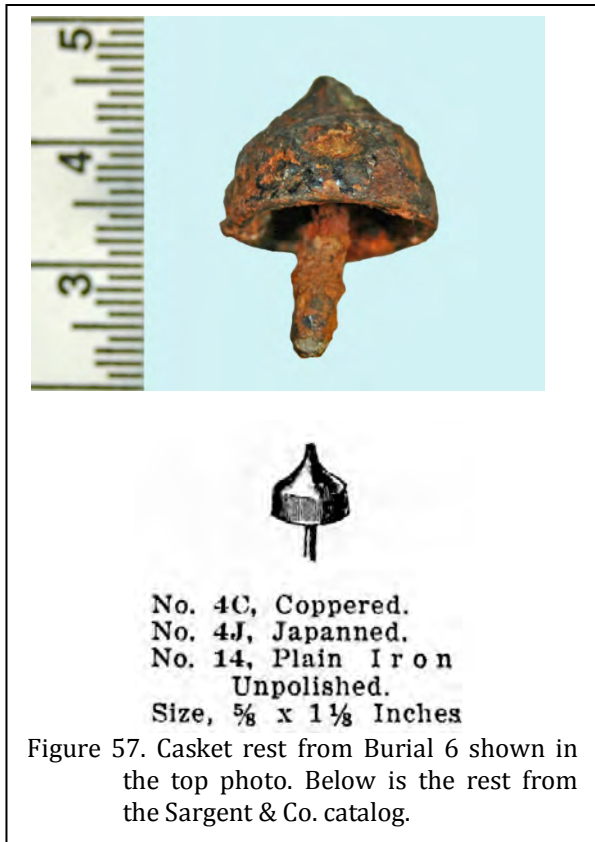 5
4
3
No. 4C, Coppered.
No. 4J, Japanned.
No. 14, Plain Iron
Unpolished.
Size, ⅝ x 1⅛ Inches
Figure 57. Casket rest from Burial 6 shown in
the top photo. Below is the rest from
the Sargent & Co. catalog.